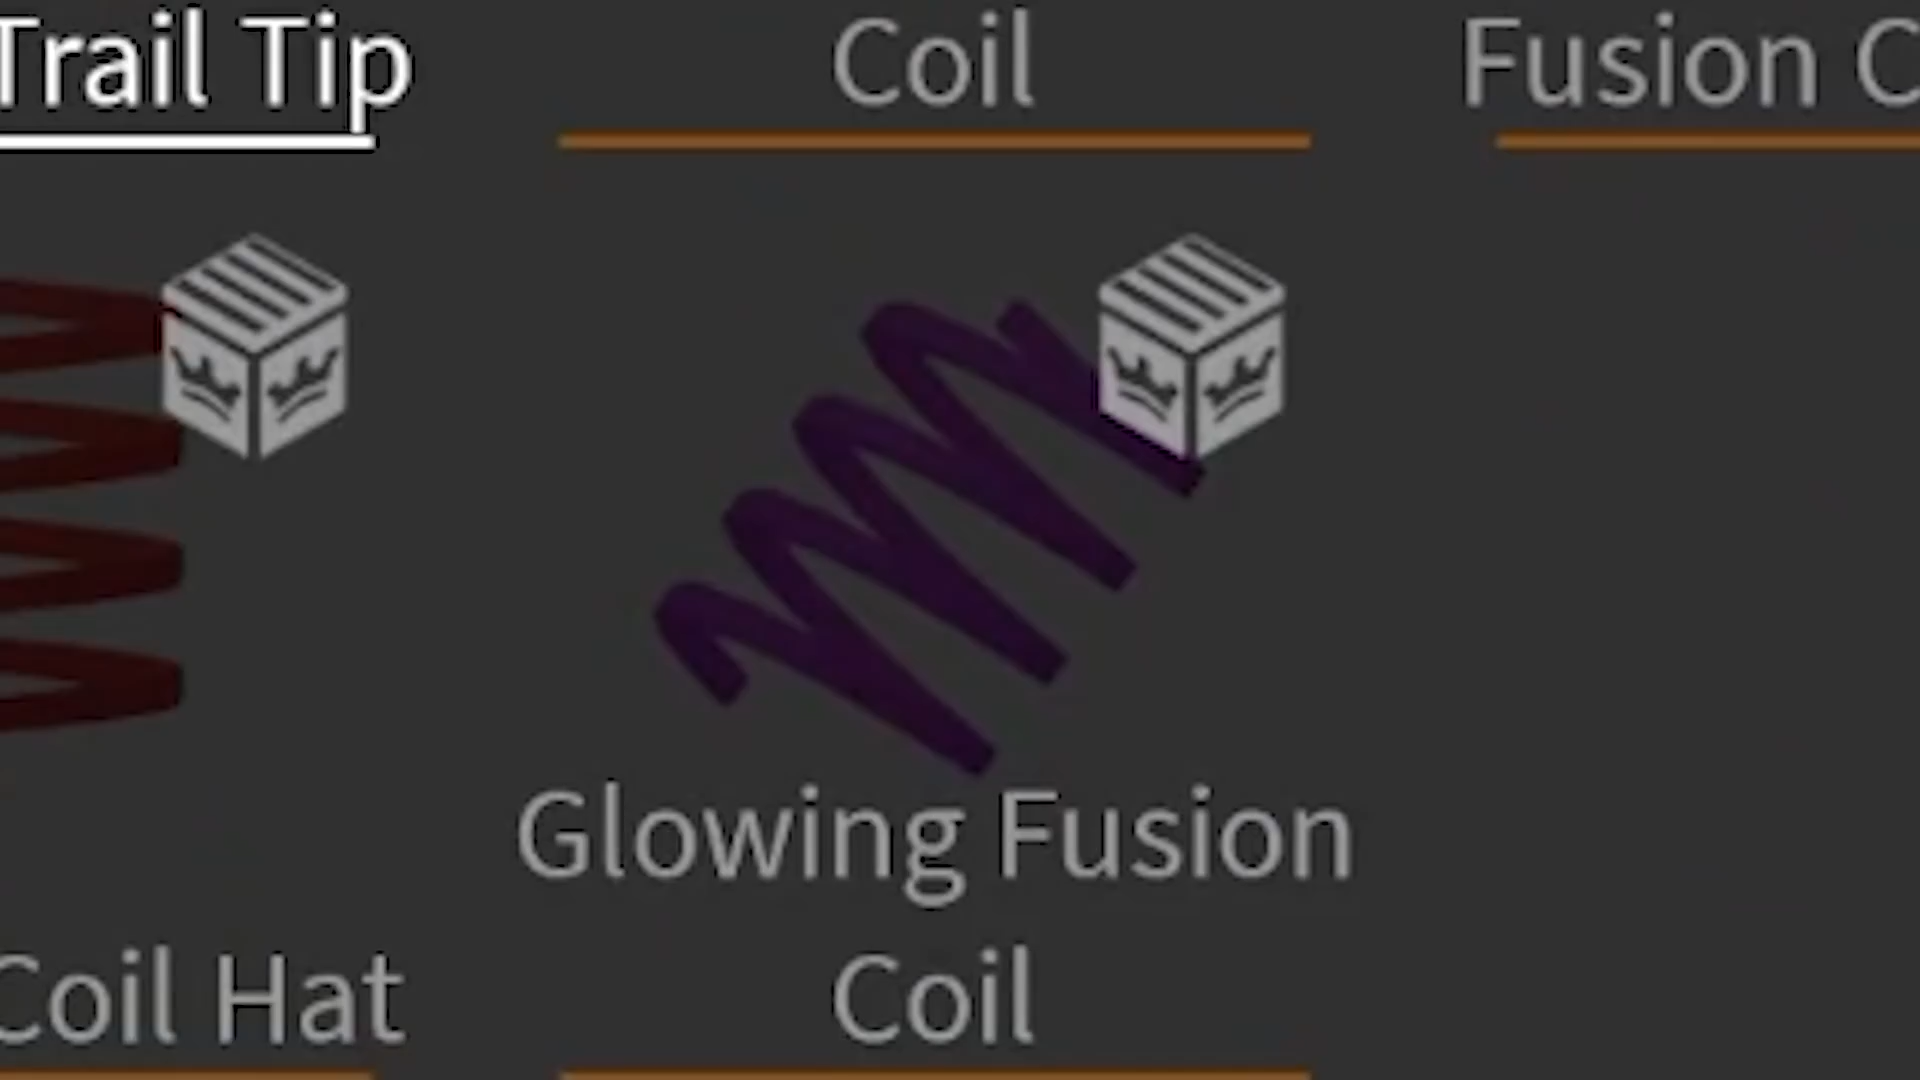 Trail Tip
Coil
Fusion C
Glowing Fusion
Coil Hat
Coil